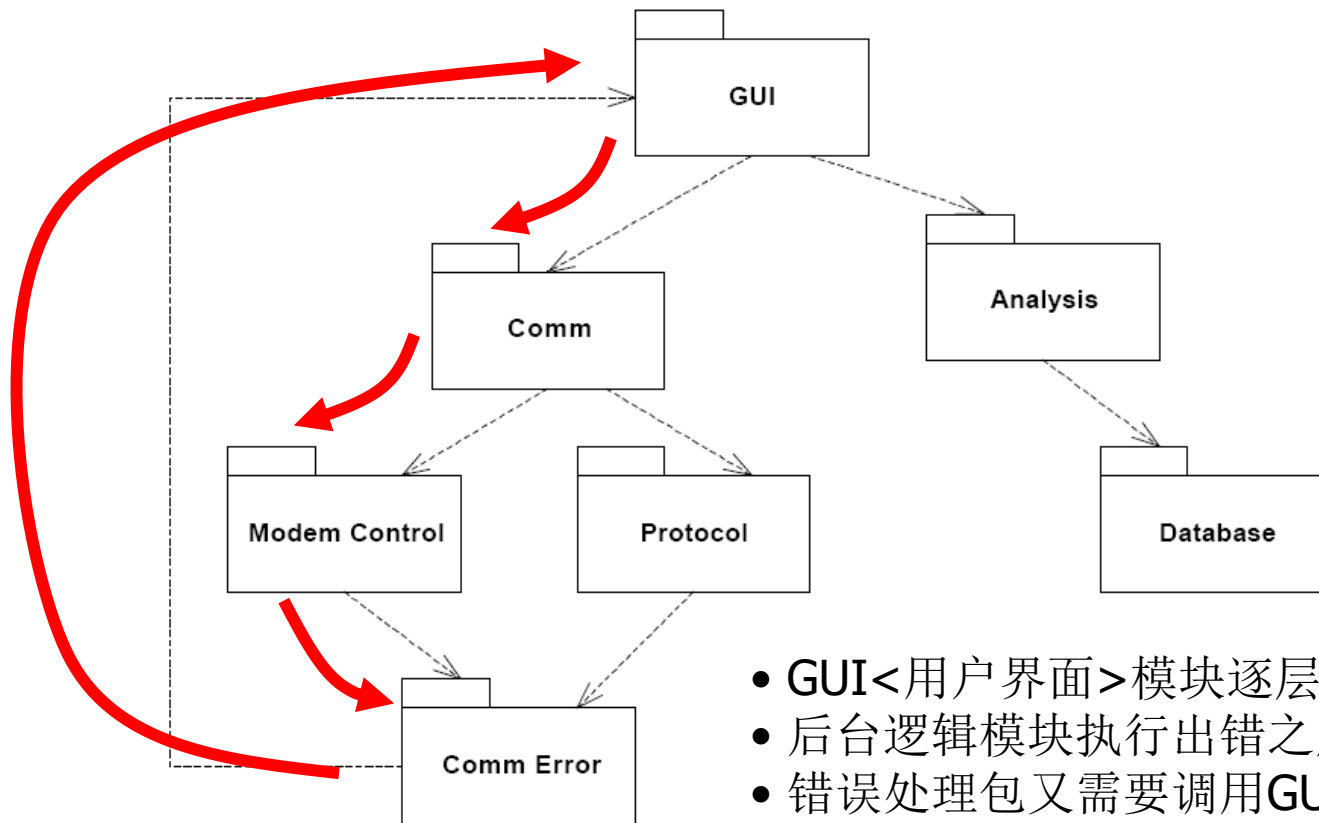 GUI
Analysis
Comm
Modem Control
Protocol
Database
Comm Error
• GUI<用户界面>模块逐层
• 后台逻辑模块执行出错之
• 错误处理包又需要调用GU